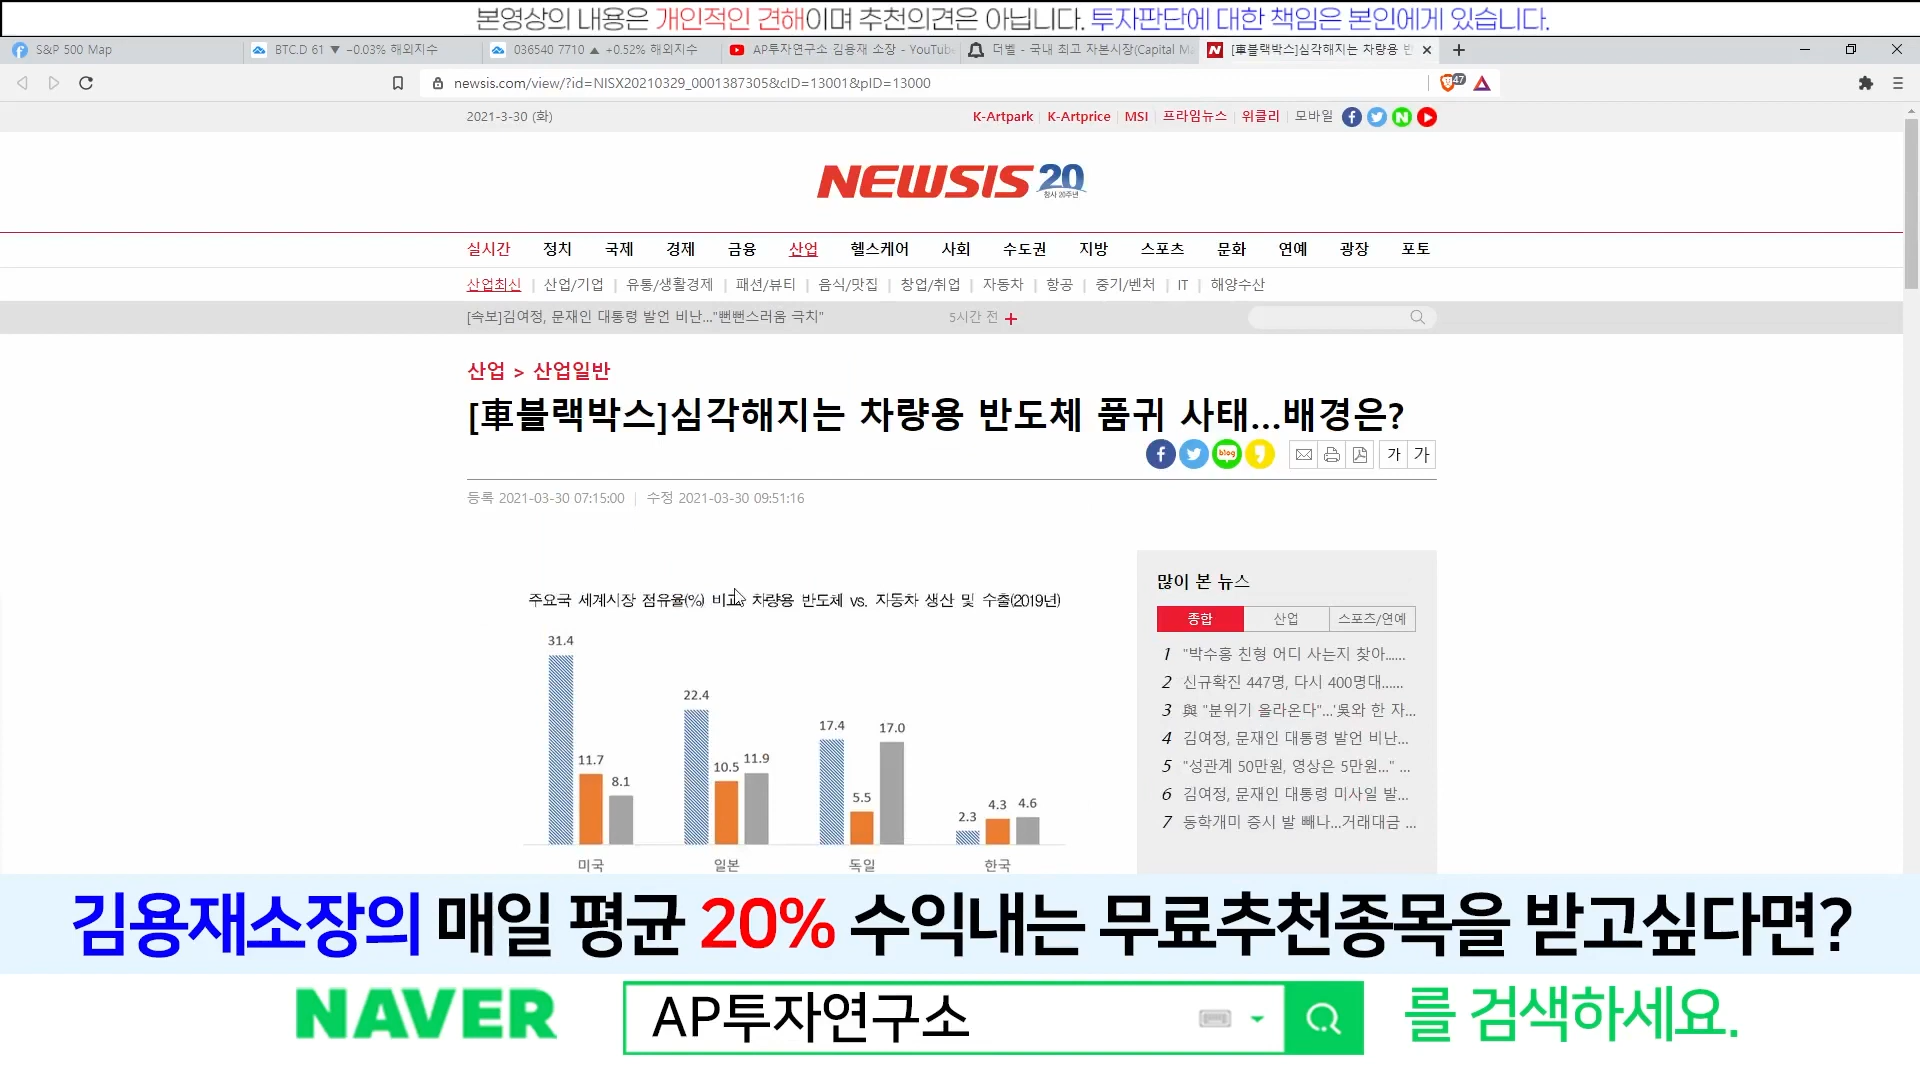 본영상의 내용은 개인적인 견해이며 추천의견은 아닙니다. 투자판단에 대한 책임은 본인에게 있습니다.
S&P 500 Map
BTC.D 61 ▼ −0.03% 해외지수
036540 7710 ▲ +0.52% 해외지수
AP투자연구소 김용재 소장 - YouTub
더벨 - 국내 최고 자본시장(Capital Ma
[車블랙박스]심각해지는 차량용 반
newsis.com/view/?id=NISX20210329_0001387305&cID=13001&pID=13000
47
2021-3-30 (화)
K-Artpark K-Artprice MSI 프라임뉴스 위클리 모바일
NEWSIS 20
창사 20주년
실시간 정치 국제 경제 금융 산업 헬스케어 사회 수도권 지방 스포츠 문화 연예 광장 포토
산업최신 | 산업/기업 | 유통/생활경제 | 패션/뷰티 | 음식/맛집 | 창업/취업 | 자동차 | 항공 | 중기/벤처 | IT | 해양수산
[속보]김여정, 문재인 대통령 발언 비난..."뻔뻔스러움 극치" 5시간 전
산업 > 산업일반
[車블랙박스]심각해지는 차량용 반도체 품귀 사태...배경은?
blog
가 가
등록 2021-03-30 07:15:00 | 수정 2021-03-30 09:51:16
주요국 세계시장 점유율(%) 비교 차량용 반도체 vs. 자동차 생산 및 수출(2019년)
31.4 11.7 8.1
22.4 10.5 11.9
17.4 5.5 17.0
2.3 4.3 4.6
미국 일본 독일 한국
많이 본 뉴스
종합 산업 스포츠/연예
1 "박수홍 친형 어디 사는지 찾아......
2 신규확진 447명, 다시 400명대......
3 與 "분위기 올라온다"...'吳와 한 자...
4 김여정, 문재인 대통령 발언 비난...
5 "성관계 50만원, 영상은 5만원..." ...
6 김여정, 문재인 대통령 미사일 발...
7 동학개미 증시 발 빼나...거래대금 ...
김용재소장의 매일 평균 20% 수익내는 무료추천종목을 받고싶다면?
NAVER AP투자연구소 를 검색하세요.